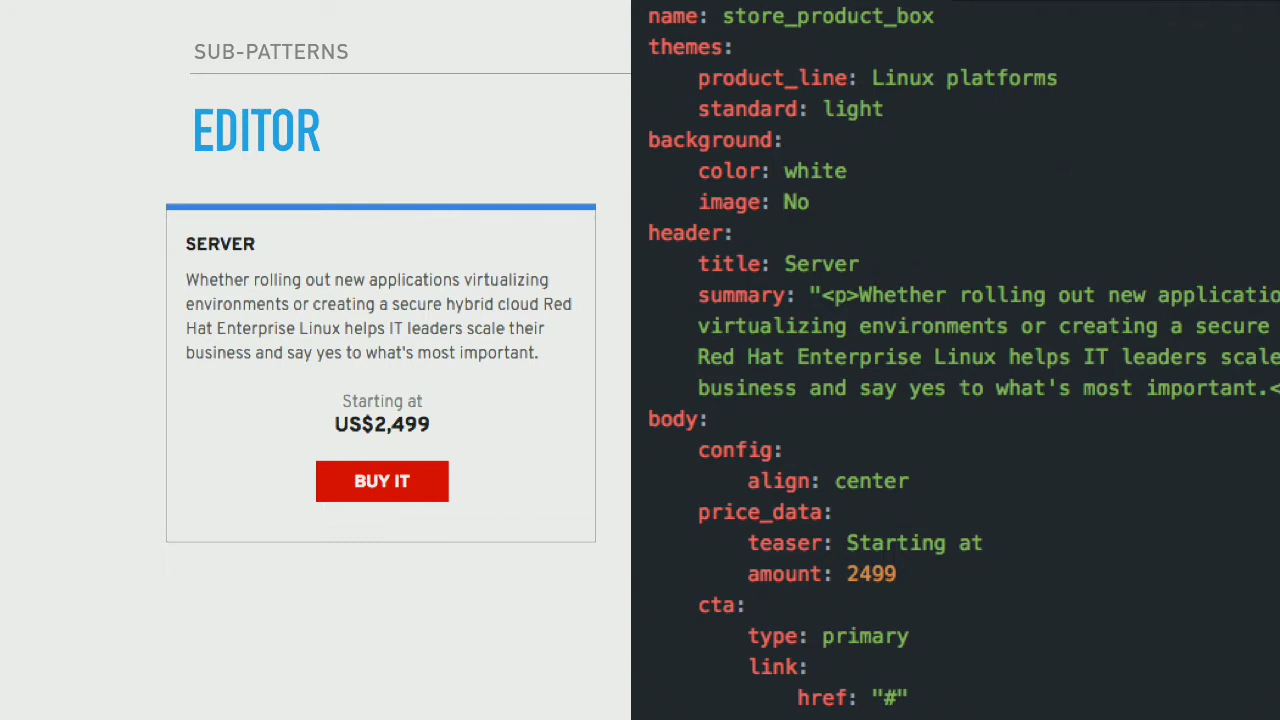 SUB-PATTERNS
EDITOR
SERVER
Whether rolling out new applications virtualizing
environments or creating a secure hybrid cloud Red
Hat Enterprise Linux helps IT leaders scale their
business and say yes to what's most important.
Starting at
US$2,499
BUY IT
name: store_product_box
themes:
product_line: Linux platforms
standard: light
background:
color: white
image: No
header:
title: Server
summary: "<p>Whether rolling out new applicatio
virtualizing environments or creating a secure
Red Hat Enterprise Linux helps IT leaders scale
business and say yes to what's most important.<
body:
config:
align: center
price_data:
teaser: Starting at
amount: 2499
cta:
type: primary
link:
href: "#"